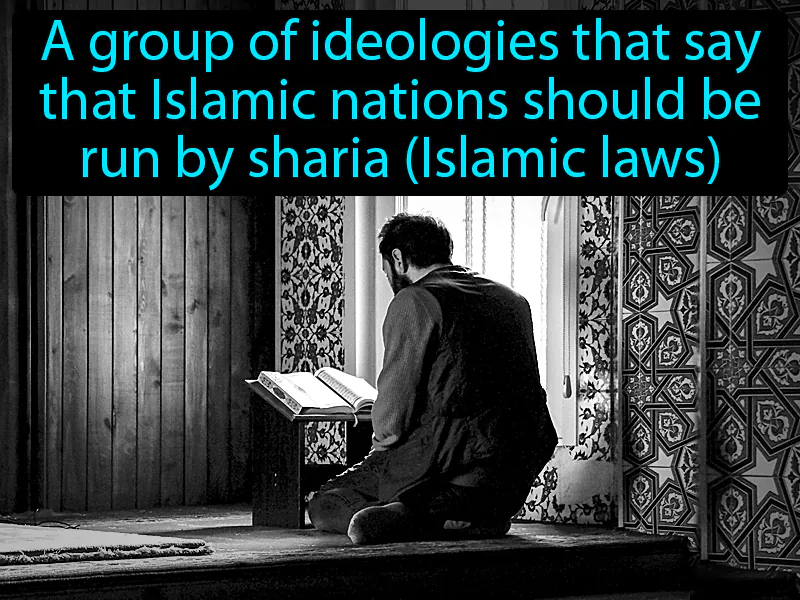 A group of ideologies that say
that Islamic nations should be
run by sharia (Islamic laws)